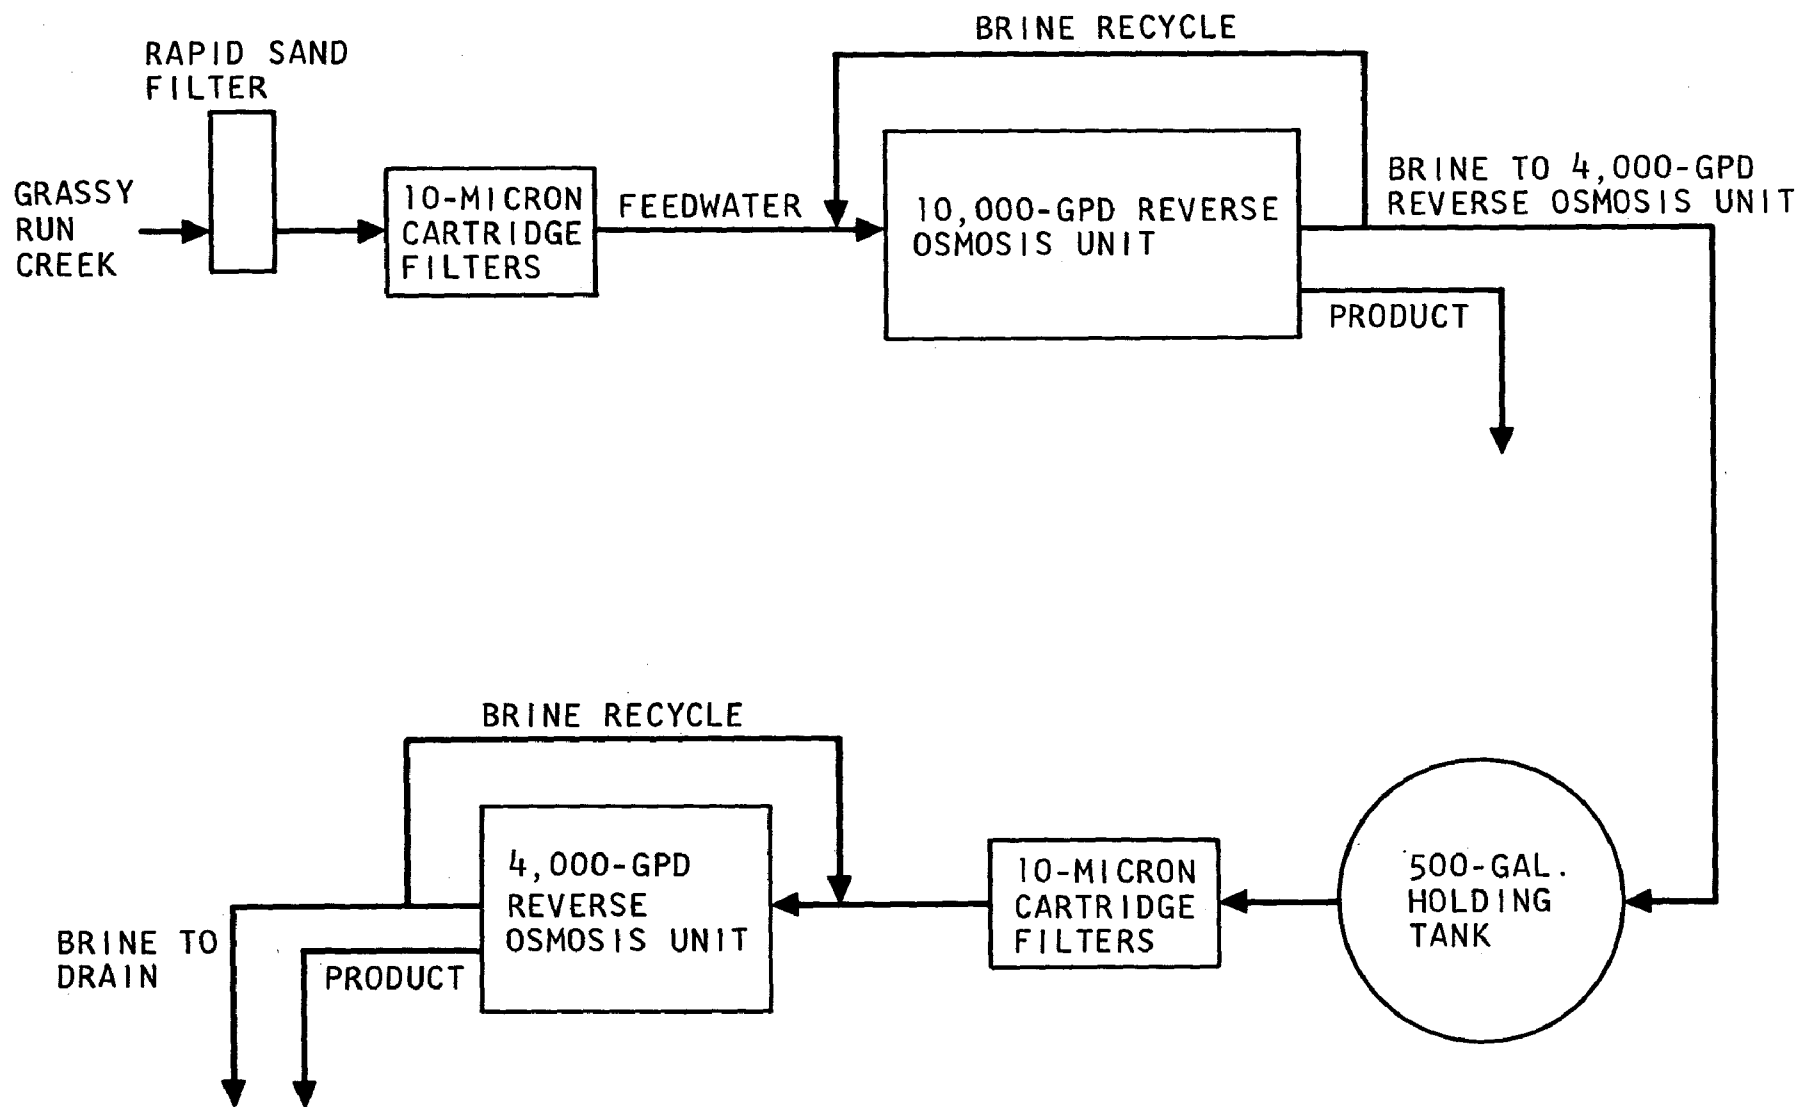 BRINE RECYCLE
RAPID SAND
FILTER
GRASSY
RUN
CREEK
10-MICRON
CARTRIDGE
FILTERS
FEEDWATER
10,000-GPD REVERSE
OSMOSIS UNIT
BRINE TO 4,000-GPD
REVERSE OSMOSIS UNIT
PRODUCT
BRINE RECYCLE
4,000-GPD
REVERSE
OSMOSIS UNIT
10-MICRON
CARTRIDGE
FILTERS
500-GAL.
HOLDING
TANK
BRINE TO
DRAIN
PRODUCT